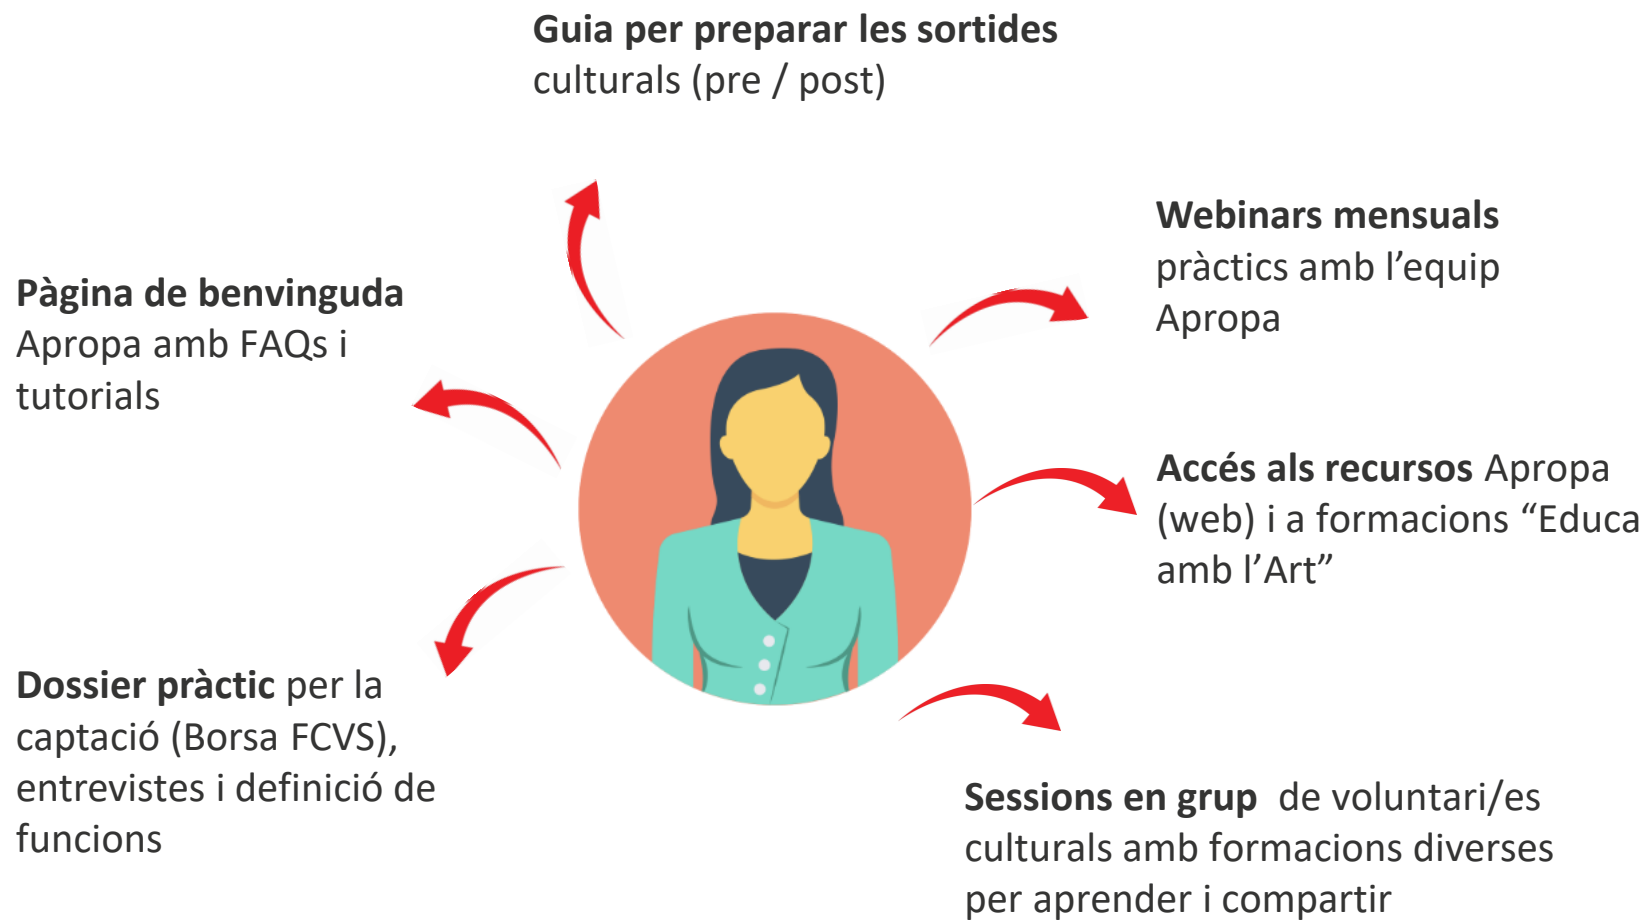 Guia per preparar les sortides
culturals (pre / post)
Webinars mensuals
pràctics amb l’equip
Apropa
Pàgina de benvinguda
Apropa amb FAQs i
tutorials
Accés als recursos Apropa
(web) i a formacions “Educa
amb l’Art”
Dossier pràctic per la
captació (Borsa FCVS),
entrevistes i definició de
funcions
Sessions en grup  de voluntari/es
culturals amb formacions diverses
per aprender i compartir